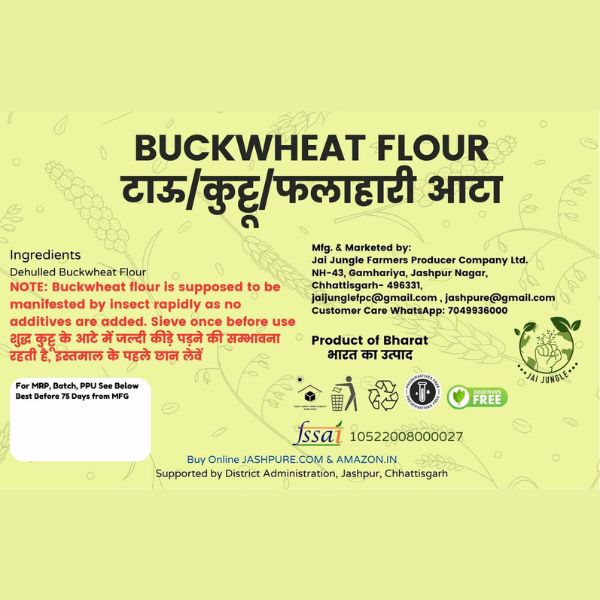 BUCKWHEAT FLOUR
टाऊ/कुट्टू/फलाहारी आटा
Ingredients
Dehulled Buckwheat Flour
NOTE: Buckwheat flour is supposed to be
manifested by insect rapidly as no
additives are added. Sieve once before use
शुद्ध कुट्टू के आटे में जल्दी कीड़े पड़ने की सम्भावना
रहती है, इस्तमाल के पहले छान लेवें
For MRP, Batch, PPU See Below
Best Before 75 Days from MFG
Mfg. & Marketed by:
Jai Jungle Farmers Producer Company Ltd.
NH-43, Gamhariya, Jashpur Nagar,
Chhattisgarh- 496331,
jaijunglefpc@gmail.com , jashpure@gmail.com
Customer Care WhatsApp: 7049936000
Product of Bharat
भारत का उत्पाद
JAI JUNGLE
ADDITIVES
FREE
fssai 10522008000027
Buy Online JASHPURE.COM & AMAZON.IN
Supported by District Administration, Jashpur, Chhattisgarh